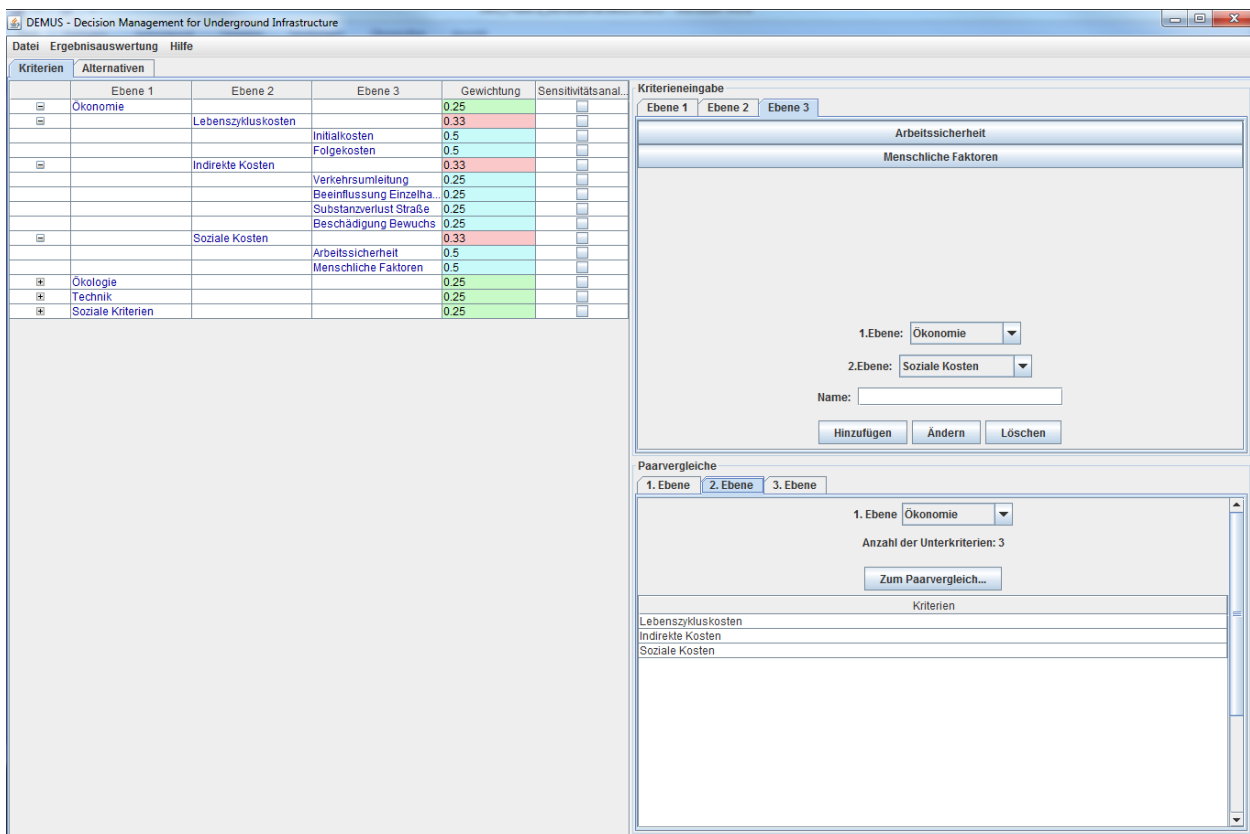 DEMUS - Decision Management for Underground Infrastructure
Datei Ergebnisauswertung Hilfe
Kriterien Alternativen
Ebene 1 Ebene 2 Ebene 3 Gewichtung Sensitivitätsanal...
Ökonomie 0.25
Lebenszykluskosten 0.33
Initialkosten 0.5
Folgekosten 0.5
Indirekte Kosten 0.33
Verkehrsumleitung 0.25
Beeinflussung Einzelha... 0.25
Substanzverlust Straße 0.25
Beschädigung Bewuchs 0.25
Soziale Kosten 0.33
Arbeitssicherheit 0.5
Menschliche Faktoren 0.5
Ökologie 0.25
Technik 0.25
Soziale Kriterien 0.25
Kriterieneingabe
Ebene 1 Ebene 2 Ebene 3
Arbeitssicherheit
Menschliche Faktoren
1.Ebene: Ökonomie
2.Ebene: Soziale Kosten
Name:
Hinzufügen Ändern Löschen
Paarvergleiche
1. Ebene 2. Ebene 3. Ebene
1. Ebene Ökonomie
Anzahl der Unterkriterien: 3
Zum Paarvergleich...
Kriterien
Lebenszykluskosten
Indirekte Kosten
Soziale Kosten